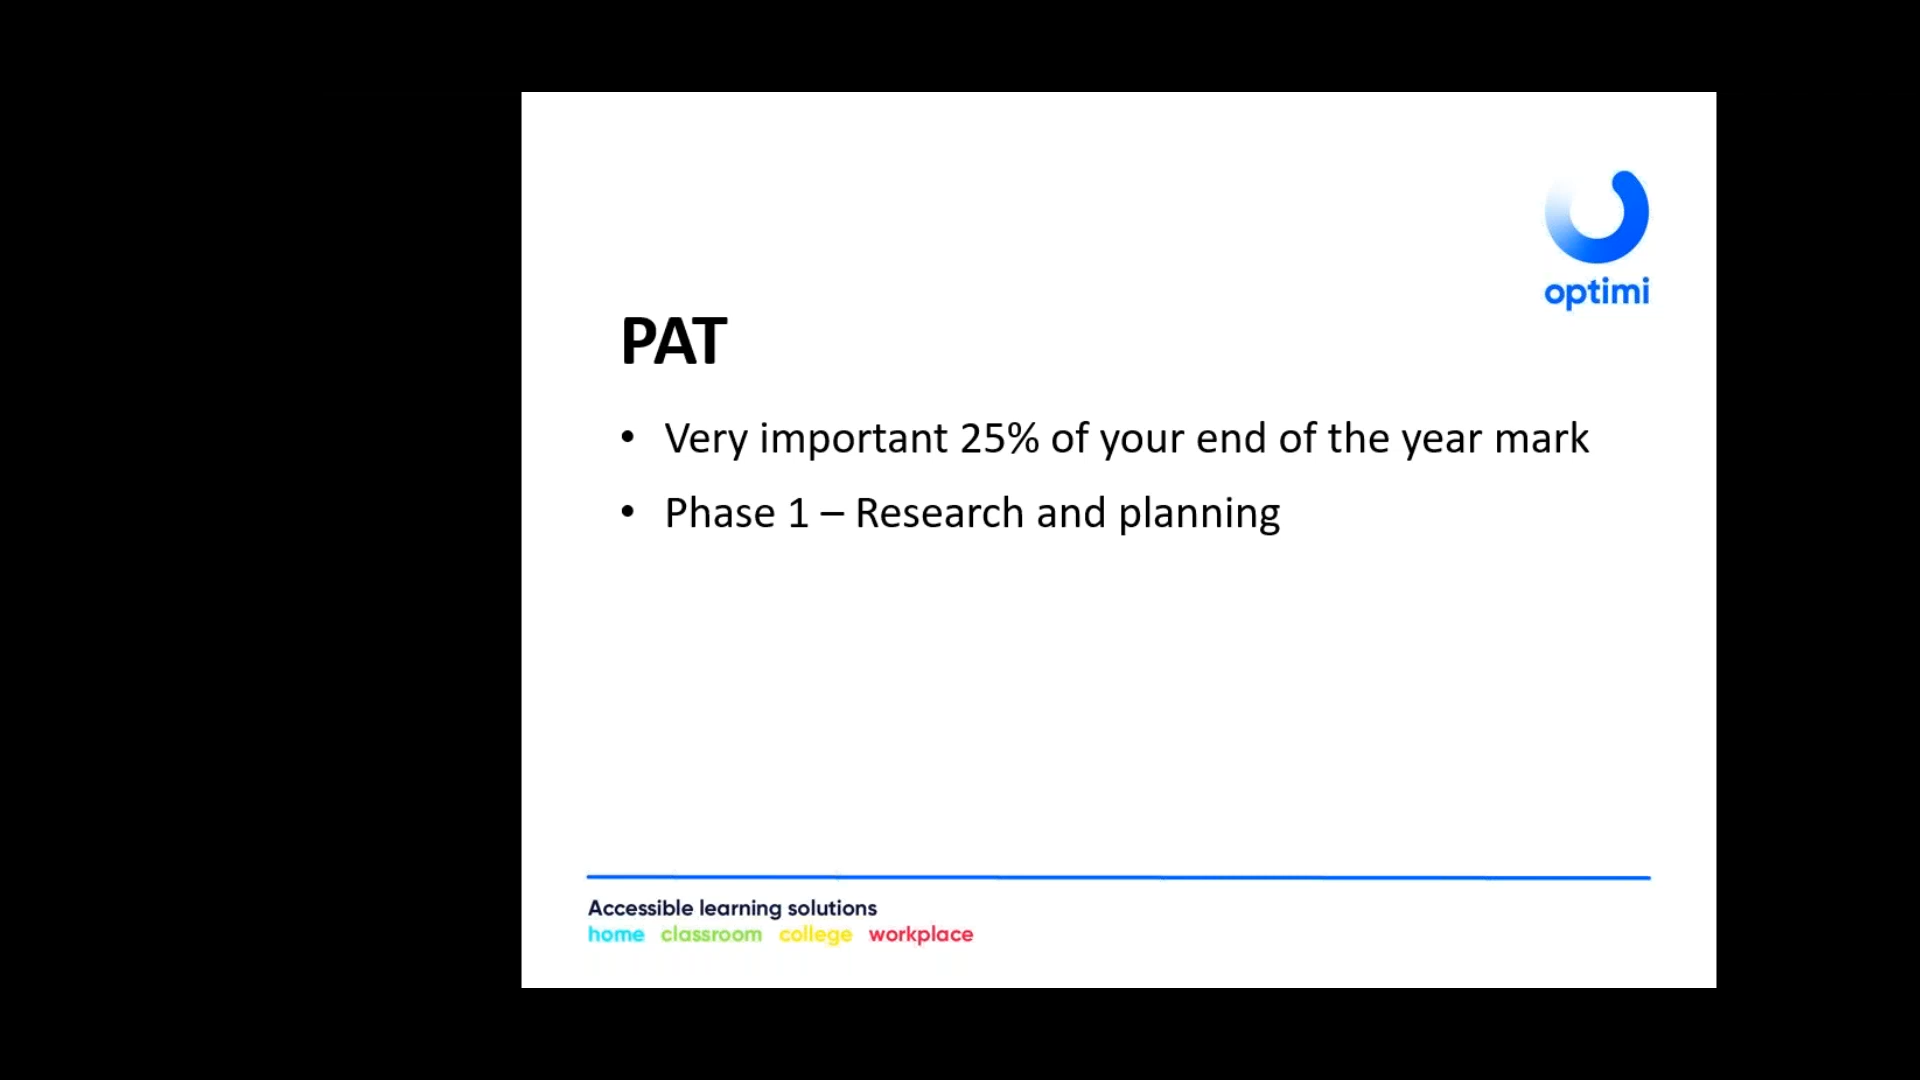 optimi
PAT
• Very important 25% of your end of the year mark
• Phase 1 – Research and planning
Accessible learning solutions
home classroom college workplace